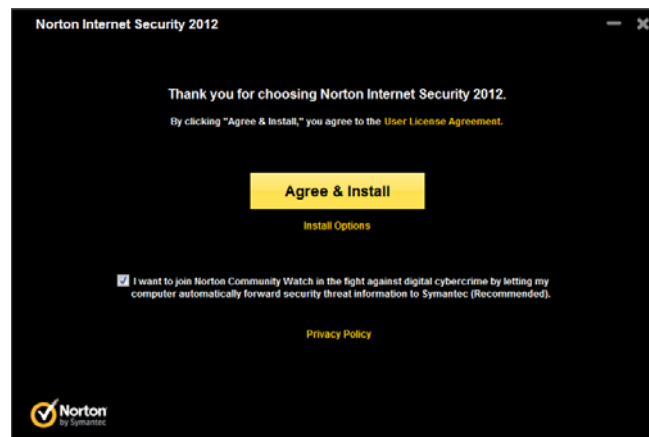 Norton Internet Security 2012
Thank you for choosing Norton Internet Security 2012.
By clicking "Agree & Install," you agree to the User License Agreement.
Agree & Install
Install Options
I want to join Norton Community Watch in the fight against digital cybercrime by letting my
computer automatically forward security threat information to Symantec (Recommended).
Privacy Policy
Norton
by Symantec